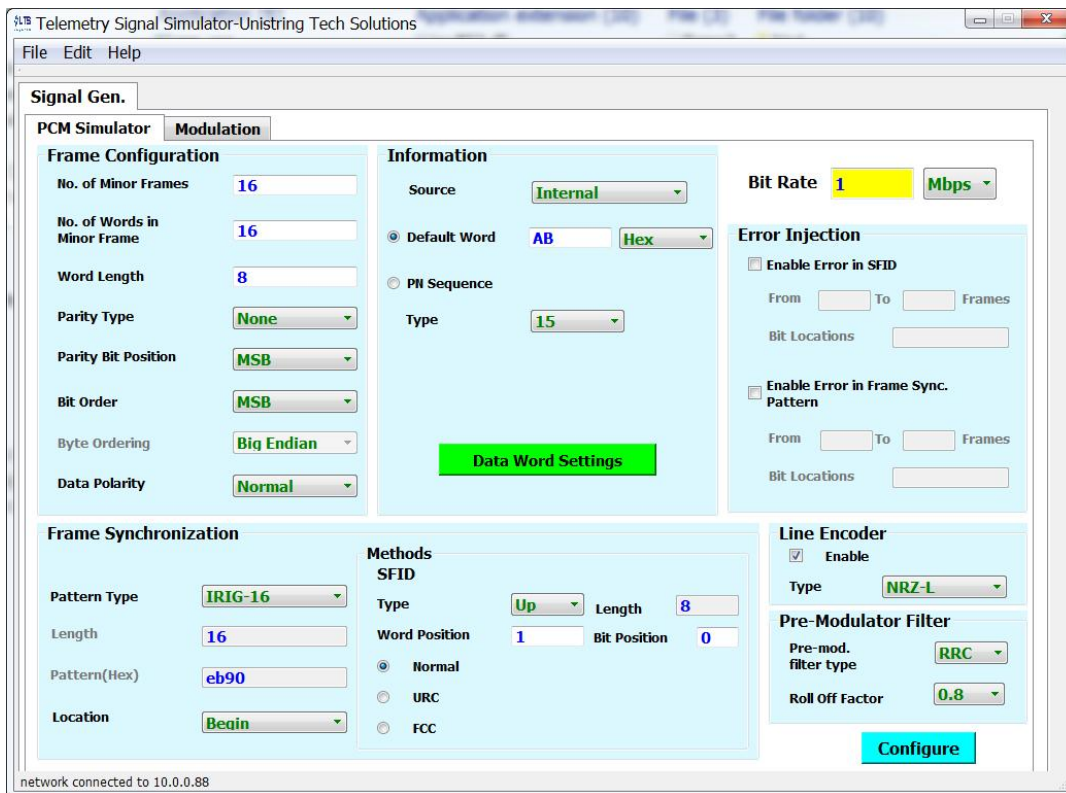 Telemetry Signal Simulator-Unistring Tech Solutions
File Edit Help
Signal Gen.
PCM Simulator Modulation
Frame Configuration
No. of Minor Frames 16
No. of Words in
Minor Frame 16
Word Length 8
Parity Type None
Parity Bit Position MSB
Bit Order MSB
Byte Ordering Big Endian
Data Polarity Normal
Information
Source Internal
Default Word AB Hex
PN Sequence
Type 15
Data Word Settings
Bit Rate 1 Mbps
Error Injection
Enable Error in SFID
From To Frames
Bit Locations
Enable Error in Frame Sync.
Pattern
From To Frames
Bit Locations
Frame Synchronization
Pattern Type IRIG-16
Length 16
Pattern(Hex) eb90
Location Begin
Methods
SFID
Type Up Length 8
Word Position 1 Bit Position 0
Normal
URC
FCC
Line Encoder
Enable
Type NRZ-L
Pre-Modulator Filter
Pre-mod.
filter type RRC
Roll Off Factor 0.8
Configure
network connected to 10.0.0.88